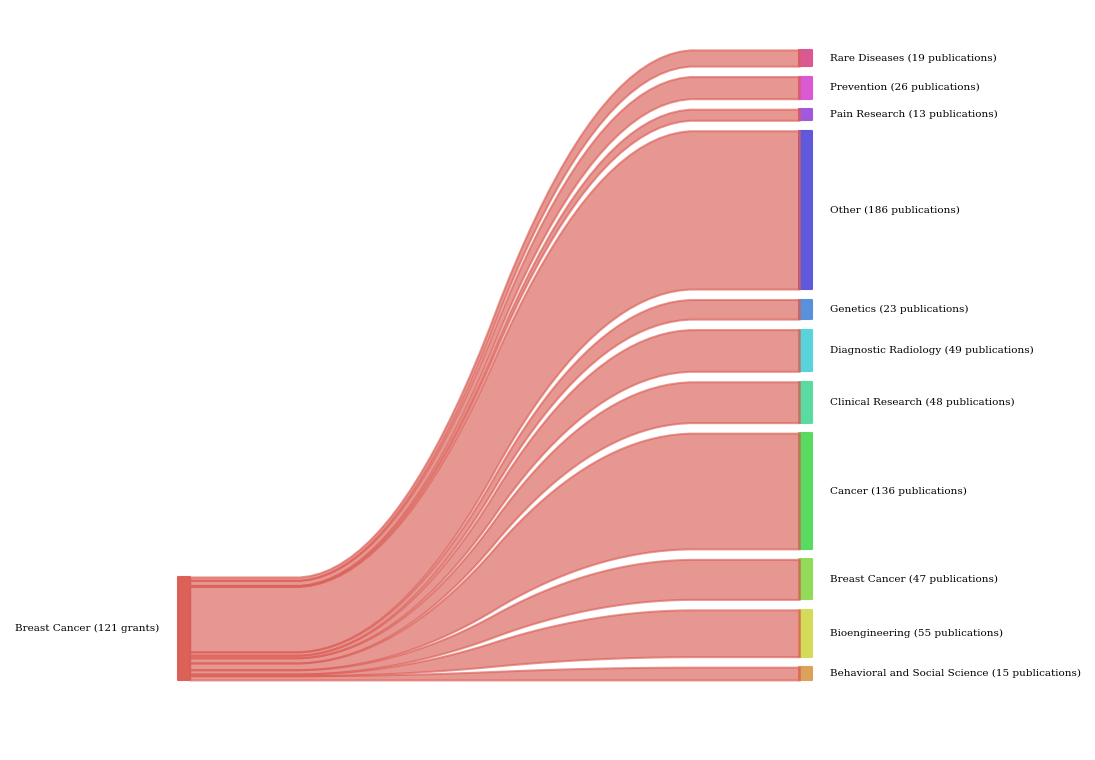 Rare Diseases (19 publications)
Prevention (26 publications)
Pain Research (13 publications)
Other (186 publications)
Genetics (23 publications)
Diagnostic Radiology (49 publications)
Clinical Research (48 publications)
Cancer (136 publications)
Breast Cancer (47 publications)
Breast Cancer (121 grants)
Bioengineering (55 publications)
Behavioral and Social Science (15 publications)